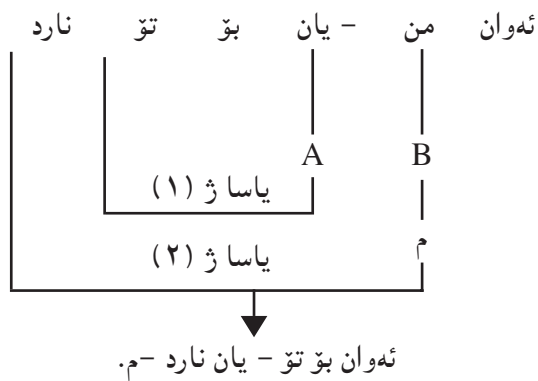 ئەوان من – یان بۆ تۆ نارد
A B
یاسا ژ (١)
م
یاسا ژ (٢)
ئەوان بۆ تۆ – یان نارد –م.